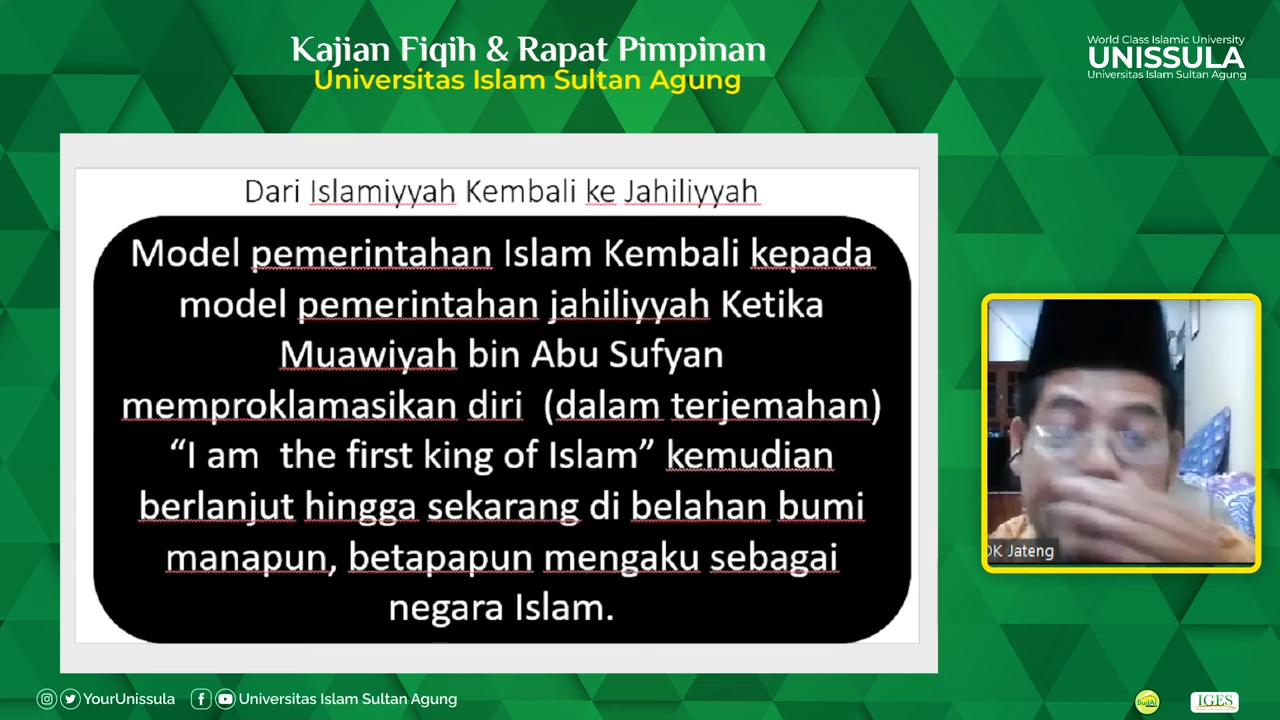 Kajian Fiqih & Rapat Pimpinan
Universitas Islam Sultan Agung
World Class Islamic University
UNISSULA
Universitas Islam Sultan Agung
Dari Islamiyyah Kembali ke Jahiliyyah
Model pemerintahan Islam Kembali kepada
model pemerintahan jahiliyyah Ketika
Muawiyah bin Abu Sufyan
memproklamasikan diri (dalam terjemahan)
“I am the first king of Islam” kemudian
berlanjut hingga sekarang di belahan bumi
manapun, betapapun mengaku sebagai
negara Islam.
OK Jateng
YourUnissula
Universitas Islam Sultan Agung
BudAi
IGES